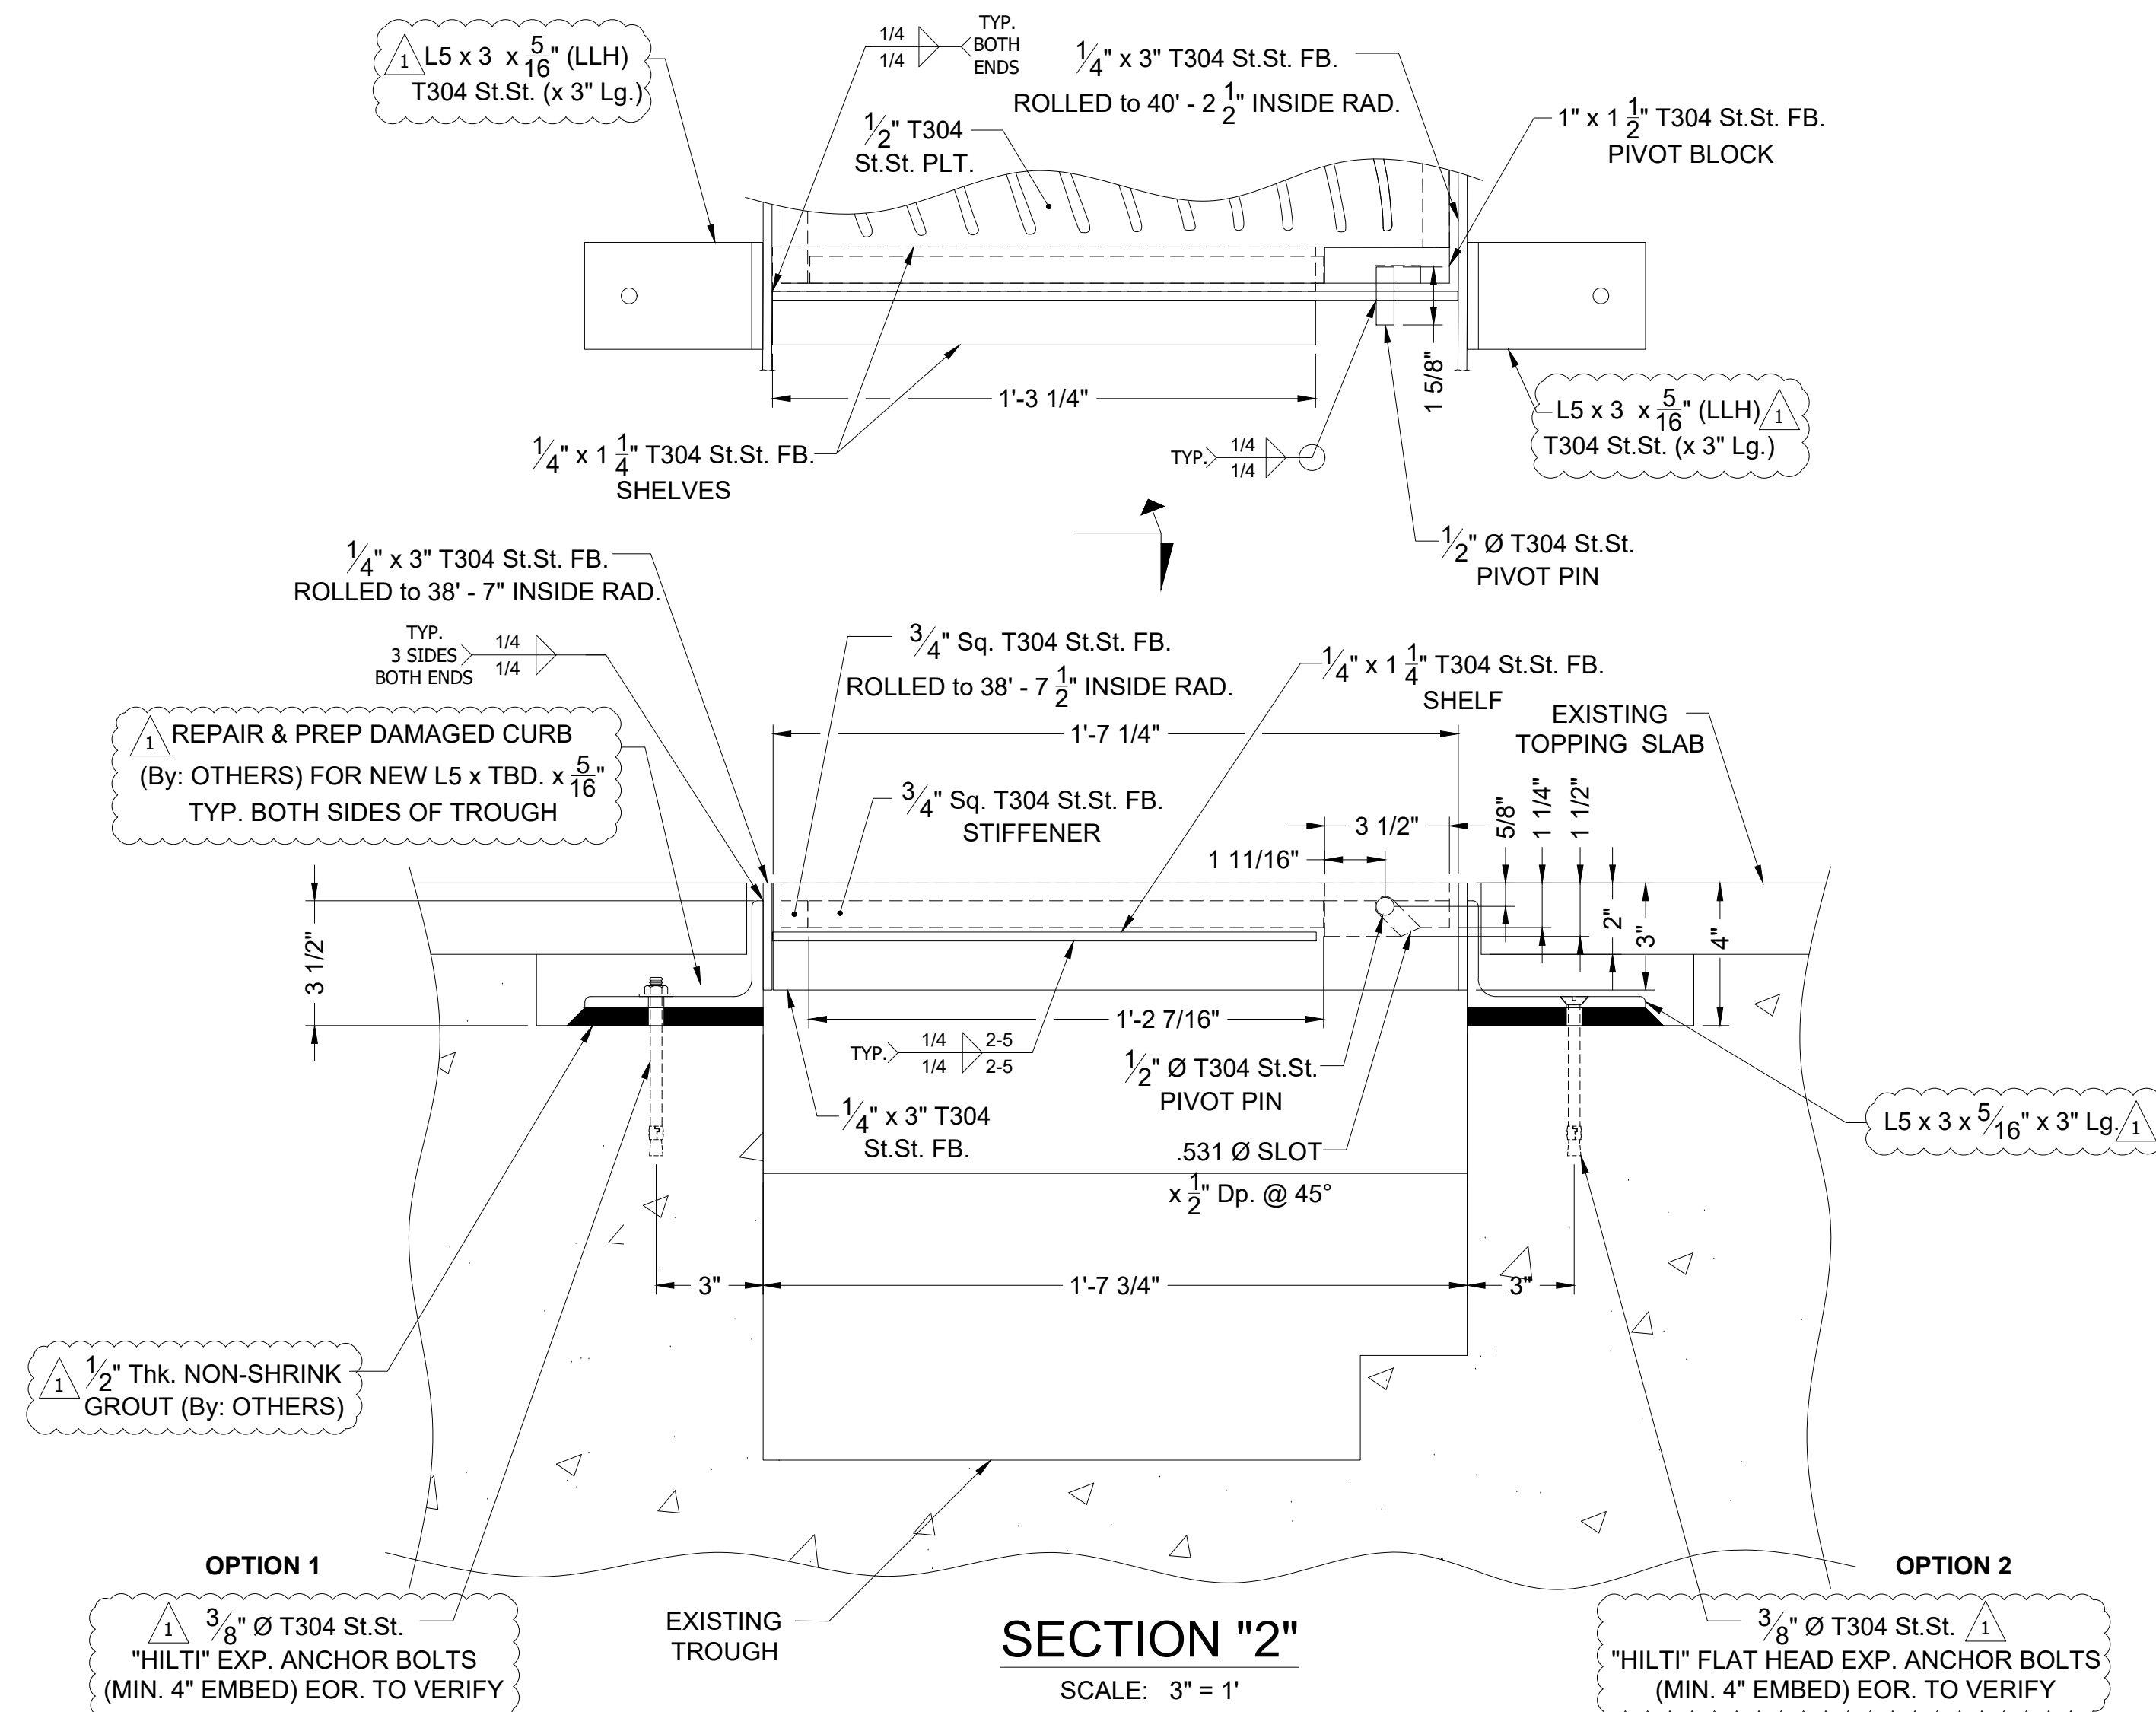 1 L5 x 3 x 5/16" (LLH)
T304 St.St. (x 3" Lg.)
1/4
1/4
TYP.
BOTH
ENDS
1/4" x 3" T304 St.St. FB.
ROLLED to 40' - 2 1/2" INSIDE RAD.
1/2" T304
St.St. PLT.
1" x 1 1/2" T304 St.St. FB.
PIVOT BLOCK
1'-3 1/4"
1 5/8"
L5 x 3 x 5/16" (LLH) 1
T304 St.St. (x 3" Lg.)
1/4" x 1 1/4" T304 St.St. FB.
SHELVES
TYP.
1/4
1/4
1/2" Ø T304 St.St.
PIVOT PIN
1/4" x 3" T304 St.St. FB.
ROLLED to 38' - 7" INSIDE RAD.
TYP.
3 SIDES
BOTH ENDS
1/4
1/4
3/4" Sq. T304 St.St. FB.
ROLLED to 38' - 7 1/2" INSIDE RAD.
1/4" x 1 1/4" T304 St.St. FB.
SHELF
EXISTING
TOPPING SLAB
1 REPAIR & PREP DAMAGED CURB
(By: OTHERS) FOR NEW L5 x TBD. x 5/16"
TYP. BOTH SIDES OF TROUGH
1'-7 1/4"
3/4" Sq. T304 St.St. FB.
STIFFENER
3 1/2"
1 11/16"
5/8"
1 1/4"
1 1/2"
2"
3"
4"
3 1/2"
1'-2 7/16"
TYP.
1/4 2-5
1/4 2-5
1/2" Ø T304 St.St.
PIVOT PIN
1/4" x 3" T304
St.St. FB.
.531 Ø SLOT
x 1/2" Dp. @ 45°
L5 x 3 x 5/16" x 3" Lg. 1
3"
1'-7 3/4"
3"
1 1/2" Thk. NON-SHRINK
GROUT (By: OTHERS)
OPTION 1
1 3/8" Ø T304 St.St.
"HILTI" EXP. ANCHOR BOLTS
(MIN. 4" EMBED) EOR. TO VERIFY
EXISTING
TROUGH
SECTION "2"
SCALE: 3" = 1'
OPTION 2
3/8" Ø T304 St.St. 1
"HILTI" FLAT HEAD EXP. ANCHOR BOLTS
(MIN. 4" EMBED) EOR. TO VERIFY